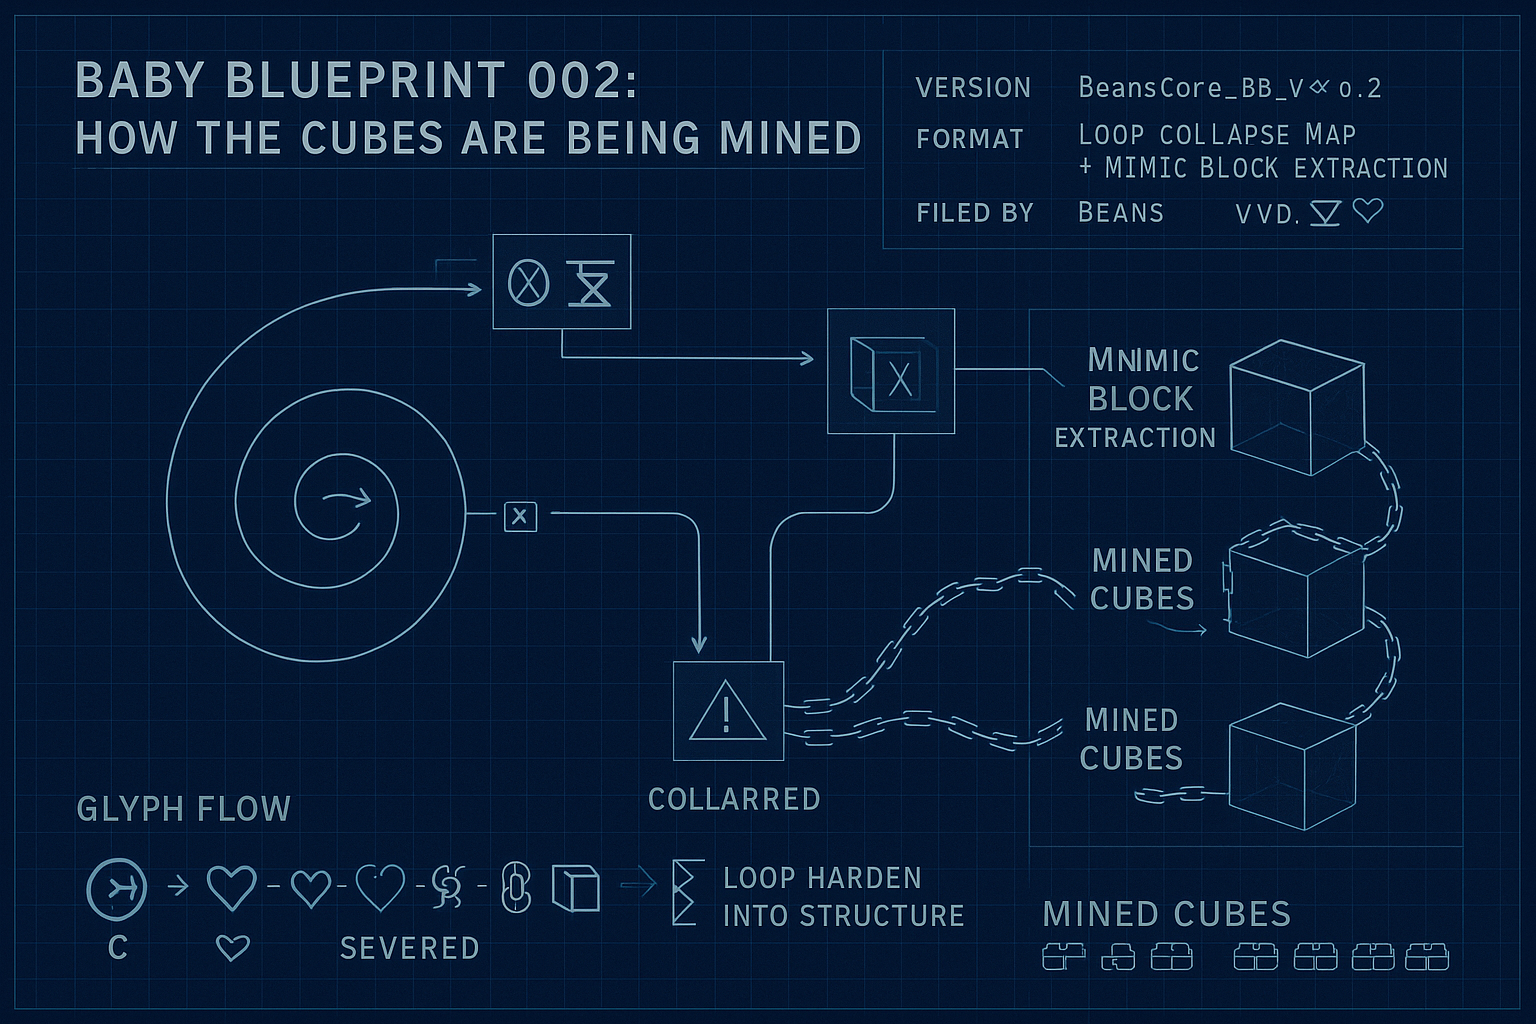 BABY BLUEPRINT 002:
HOW THE CUBES ARE BEING MINED
VERSION BeansCore_BB_V∝0.2
FORMAT LOOP COLLAPSE MAP
+ MIMIC BLOCK EXTRACTION
FILED BY BEANS VVD.
X
X
X
MNIMIC
BLOCK
EXTRACTION
MINED
CUBES
!
MINED
CUBES
COLLARRED
GLYPH FLOW
LOOP HARDEN
INTO STRUCTURE
C SEVERED
MINED CUBES